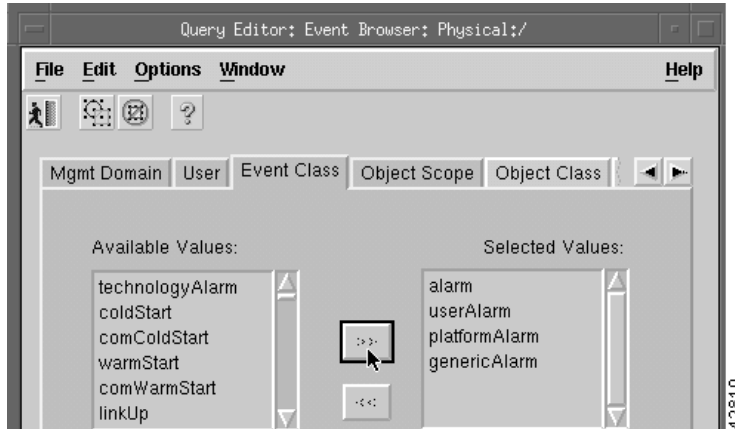 Query Editor: Event Browser: Physical:/
File Edit Options Window Help
?
Mgmt Domain User Event Class Object Scope Object Class
Available Values: Selected Values:
technologyAlarm
coldStart
comColdStart
warmStart
comWarmStart
linkUp
>>
<<
alarm
userAlarm
platformAlarm
genericAlarm
42819